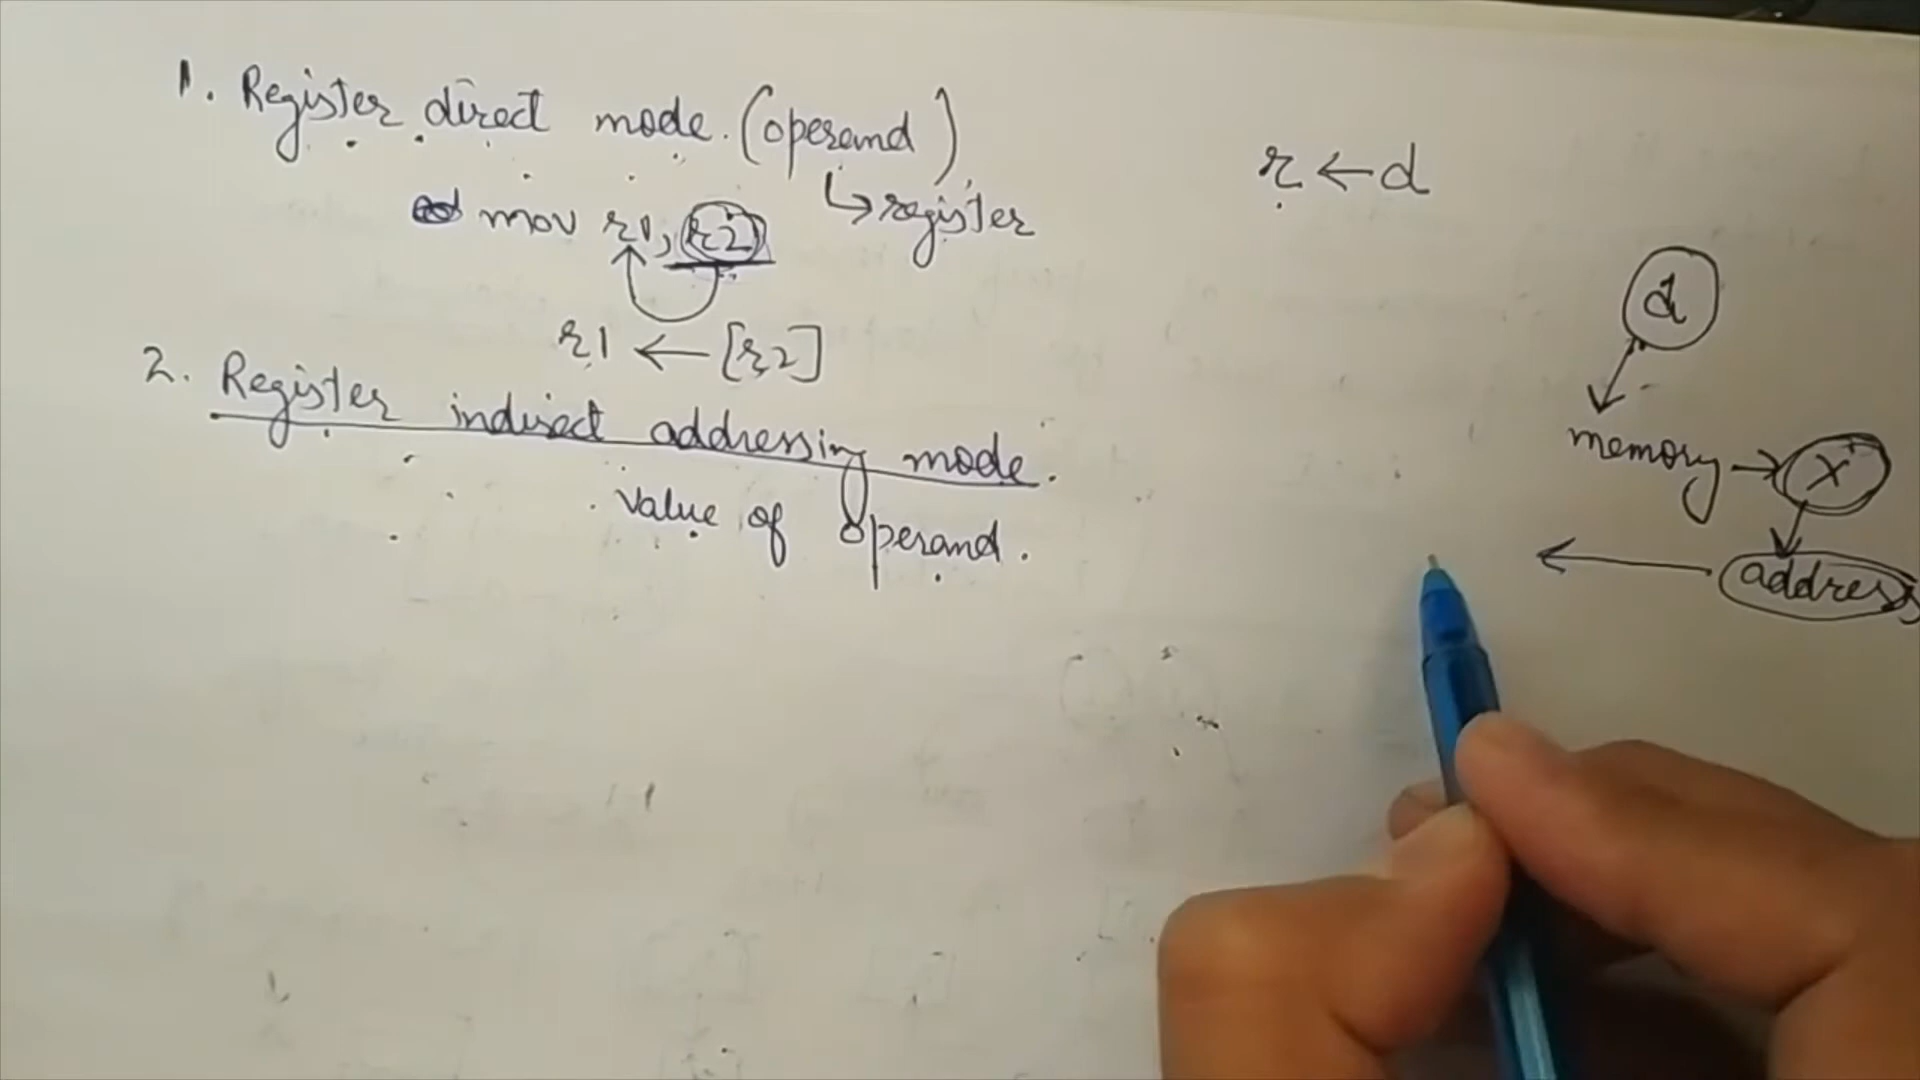 1. Register direct mode. (operand)
↳ register
mov r1, r2
r1 ← [r2]
2. Register indirect addressing mode.
value of operand.
r ← d
d
memory → x
address